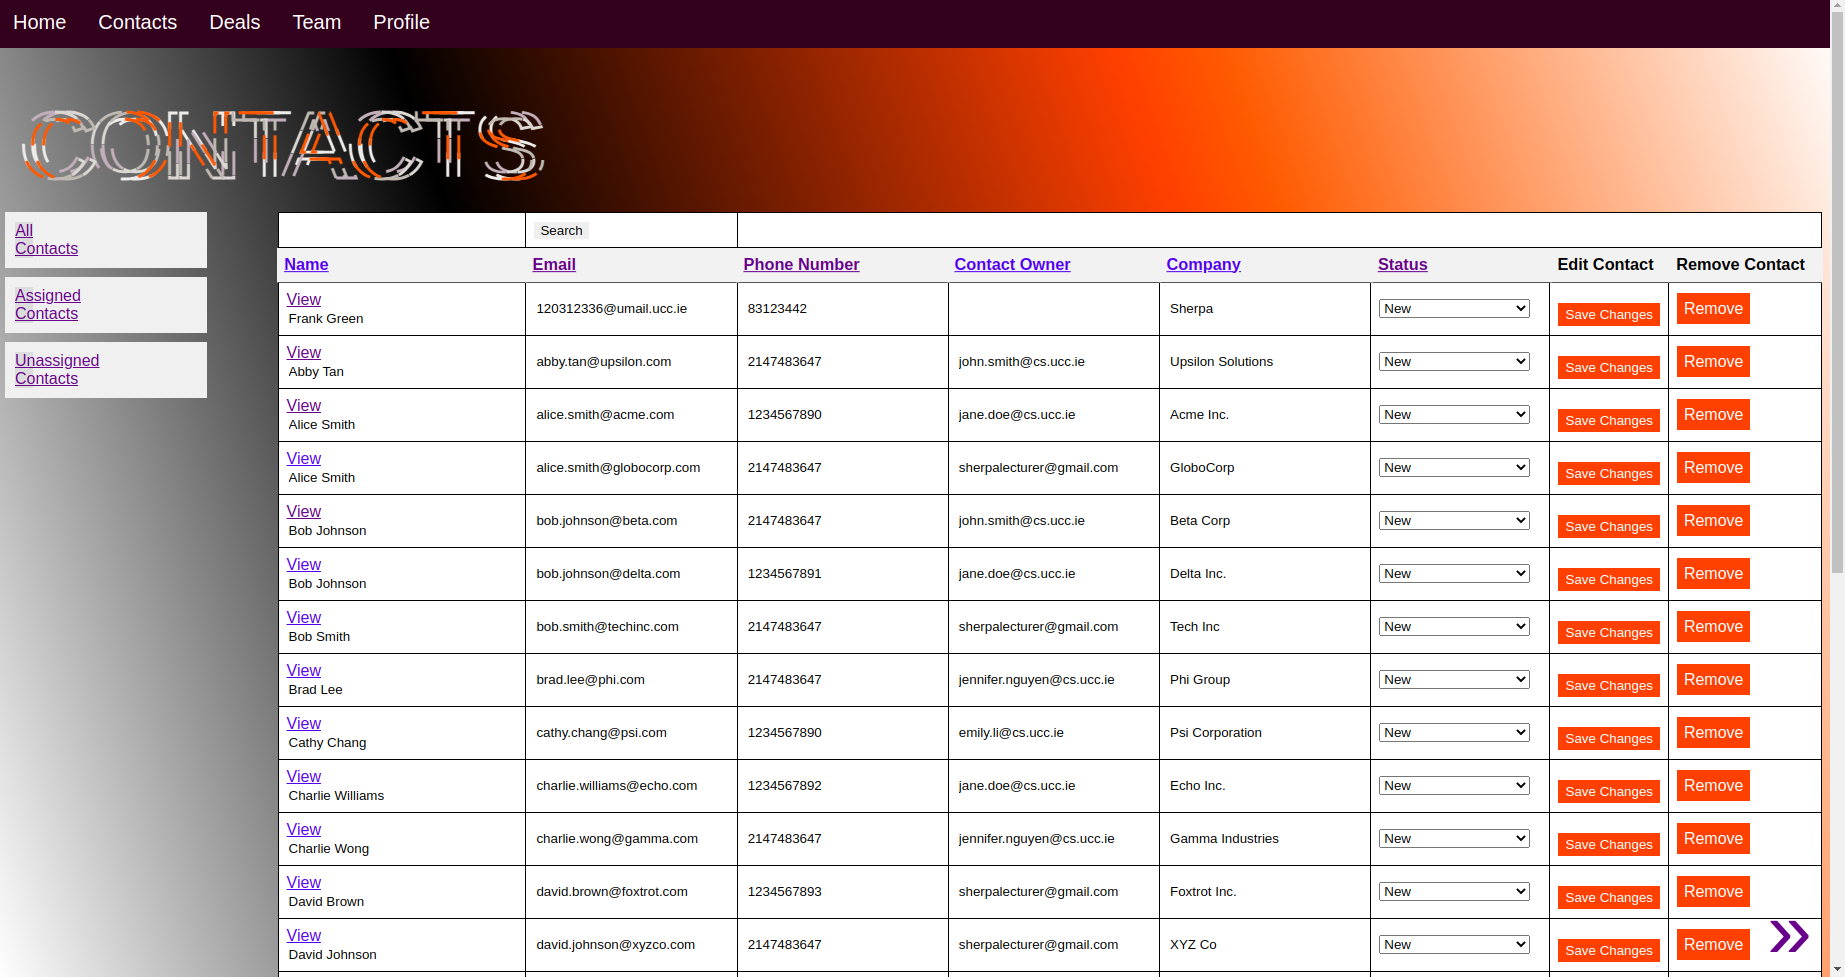 Home Contacts Deals Team Profile
CONTACTS
All
Contacts
Assigned
Contacts
Unassigned
Contacts
Search
Name Email Phone Number Contact Owner Company Status Edit Contact Remove Contact
View
Frank Green 120312336@umail.ucc.ie 83123442 Sherpa New Save Changes Remove
View
Abby Tan abby.tan@upsilon.com 2147483647 john.smith@cs.ucc.ie Upsilon Solutions New Save Changes Remove
View
Alice Smith alice.smith@acme.com 1234567890 jane.doe@cs.ucc.ie Acme Inc. New Save Changes Remove
View
Alice Smith alice.smith@globocorp.com 2147483647 sherpalecturer@gmail.com GloboCorp New Save Changes Remove
View
Bob Johnson bob.johnson@beta.com 2147483647 john.smith@cs.ucc.ie Beta Corp New Save Changes Remove
View
Bob Johnson bob.johnson@delta.com 1234567891 jane.doe@cs.ucc.ie Delta Inc. New Save Changes Remove
View
Bob Smith bob.smith@techinc.com 2147483647 sherpalecturer@gmail.com Tech Inc New Save Changes Remove
View
Brad Lee brad.lee@phi.com 2147483647 jennifer.nguyen@cs.ucc.ie Phi Group New Save Changes Remove
View
Cathy Chang cathy.chang@psi.com 1234567890 emily.li@cs.ucc.ie Psi Corporation New Save Changes Remove
View
Charlie Williams charlie.williams@echo.com 1234567892 jane.doe@cs.ucc.ie Echo Inc. New Save Changes Remove
View
Charlie Wong charlie.wong@gamma.com 2147483647 jennifer.nguyen@cs.ucc.ie Gamma Industries New Save Changes Remove
View
David Brown david.brown@foxtrot.com 1234567893 sherpalecturer@gmail.com Foxtrot Inc. New Save Changes Remove
View
David Johnson david.johnson@xyzco.com 2147483647 sherpalecturer@gmail.com XYZ Co New Save Changes Remove
»